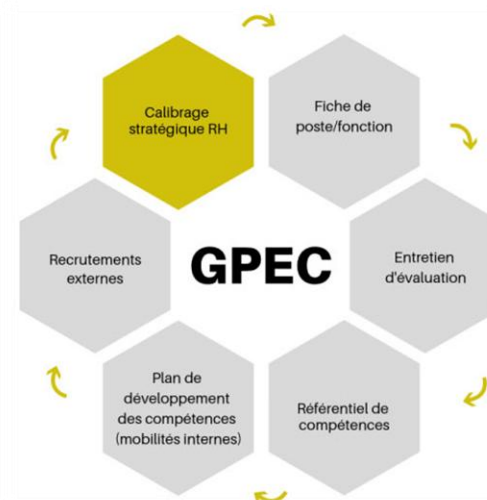 Calibrage
stratégique RH
Fiche de
poste/fonction
Recrutements
externes
GPEC
Entretien
d'évaluation
Plan de
développement
des compétences
(mobilités internes)
Référentiel de
compétences